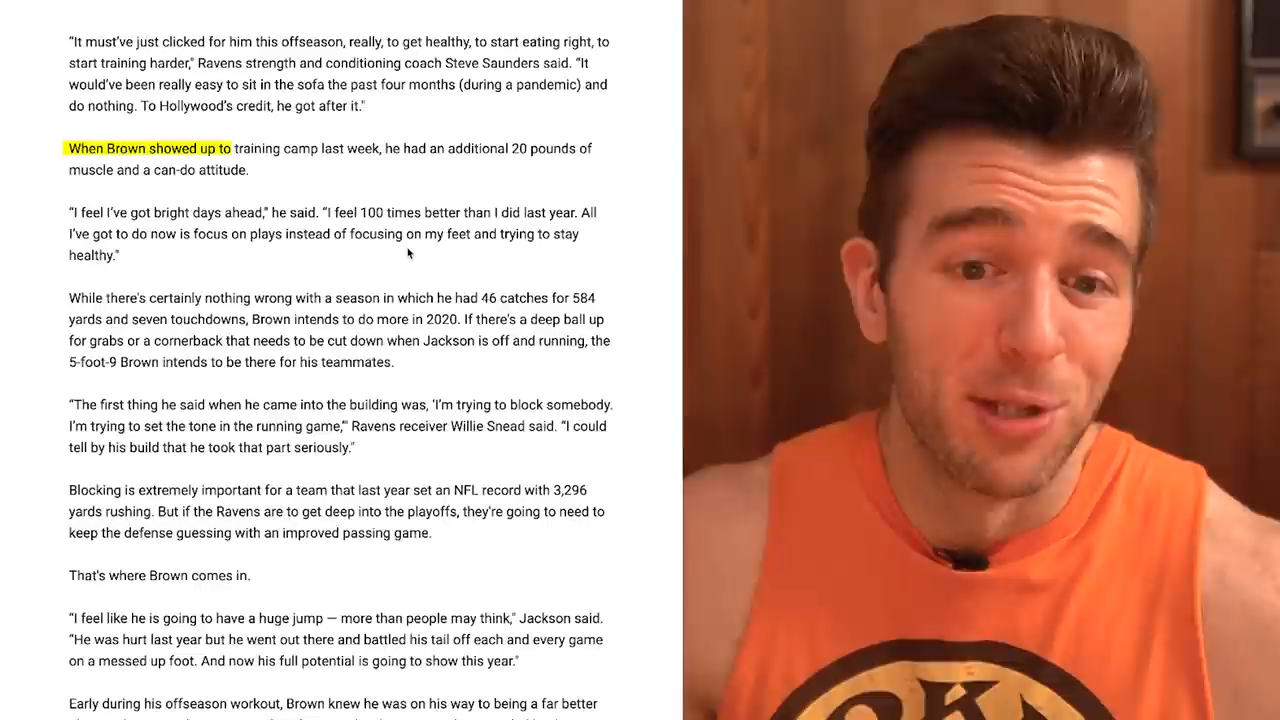 “It must’ve just clicked for him this offseason, really, to get healthy, to start eating right, to
start training harder,” Ravens strength and conditioning coach Steve Saunders said. “It
would’ve been really easy to sit in the sofa the past four months (during a pandemic) and
do nothing. To Hollywood’s credit, he got after it.”
When Brown showed up to training camp last week, he had an additional 20 pounds of
muscle and a can-do attitude.
“I feel I’ve got bright days ahead,” he said. “I feel 100 times better than I did last year. All
I’ve got to do now is focus on plays instead of focusing on my feet and trying to stay
healthy.”
While there’s certainly nothing wrong with a season in which he had 46 catches for 584
yards and seven touchdowns, Brown intends to do more in 2020. If there’s a deep ball up
for grabs or a cornerback that needs to be cut down when Jackson is off and running, the
5-foot-9 Brown intends to be there for his teammates.
“The first thing he said when he came into the building was, ‘I’m trying to block somebody.
I’m trying to set the tone in the running game,’” Ravens receiver Willie Snead said. “I could
tell by his build that he took that part seriously.”
Blocking is extremely important for a team that last year set an NFL record with 3,296
yards rushing. But if the Ravens are to get deep into the playoffs, they’re going to need to
keep the defense guessing with an improved passing game.
That’s where Brown comes in.
“I feel like he is going to have a huge jump — more than people may think,” Jackson said.
“He was hurt last year but he went out there and battled his tail off each and every game
on a messed up foot. And now his full potential is going to show this year.”
Early during his offseason workout, Brown knew he was on his way to being a far better